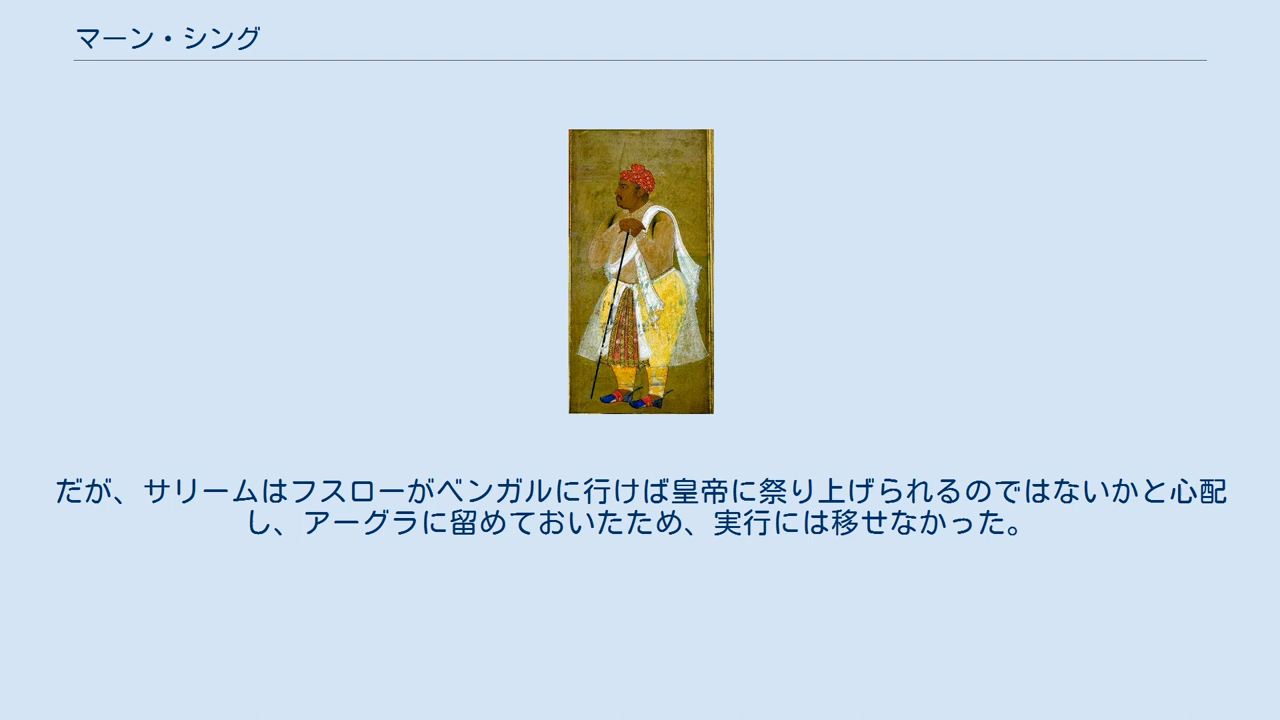 マーン・シング
だが、サリームはフスローがベンガルに行けば皇帝に祭り上げられるのではないかと心配
し、アーグラに留めておいたため、実行には移せなかった。